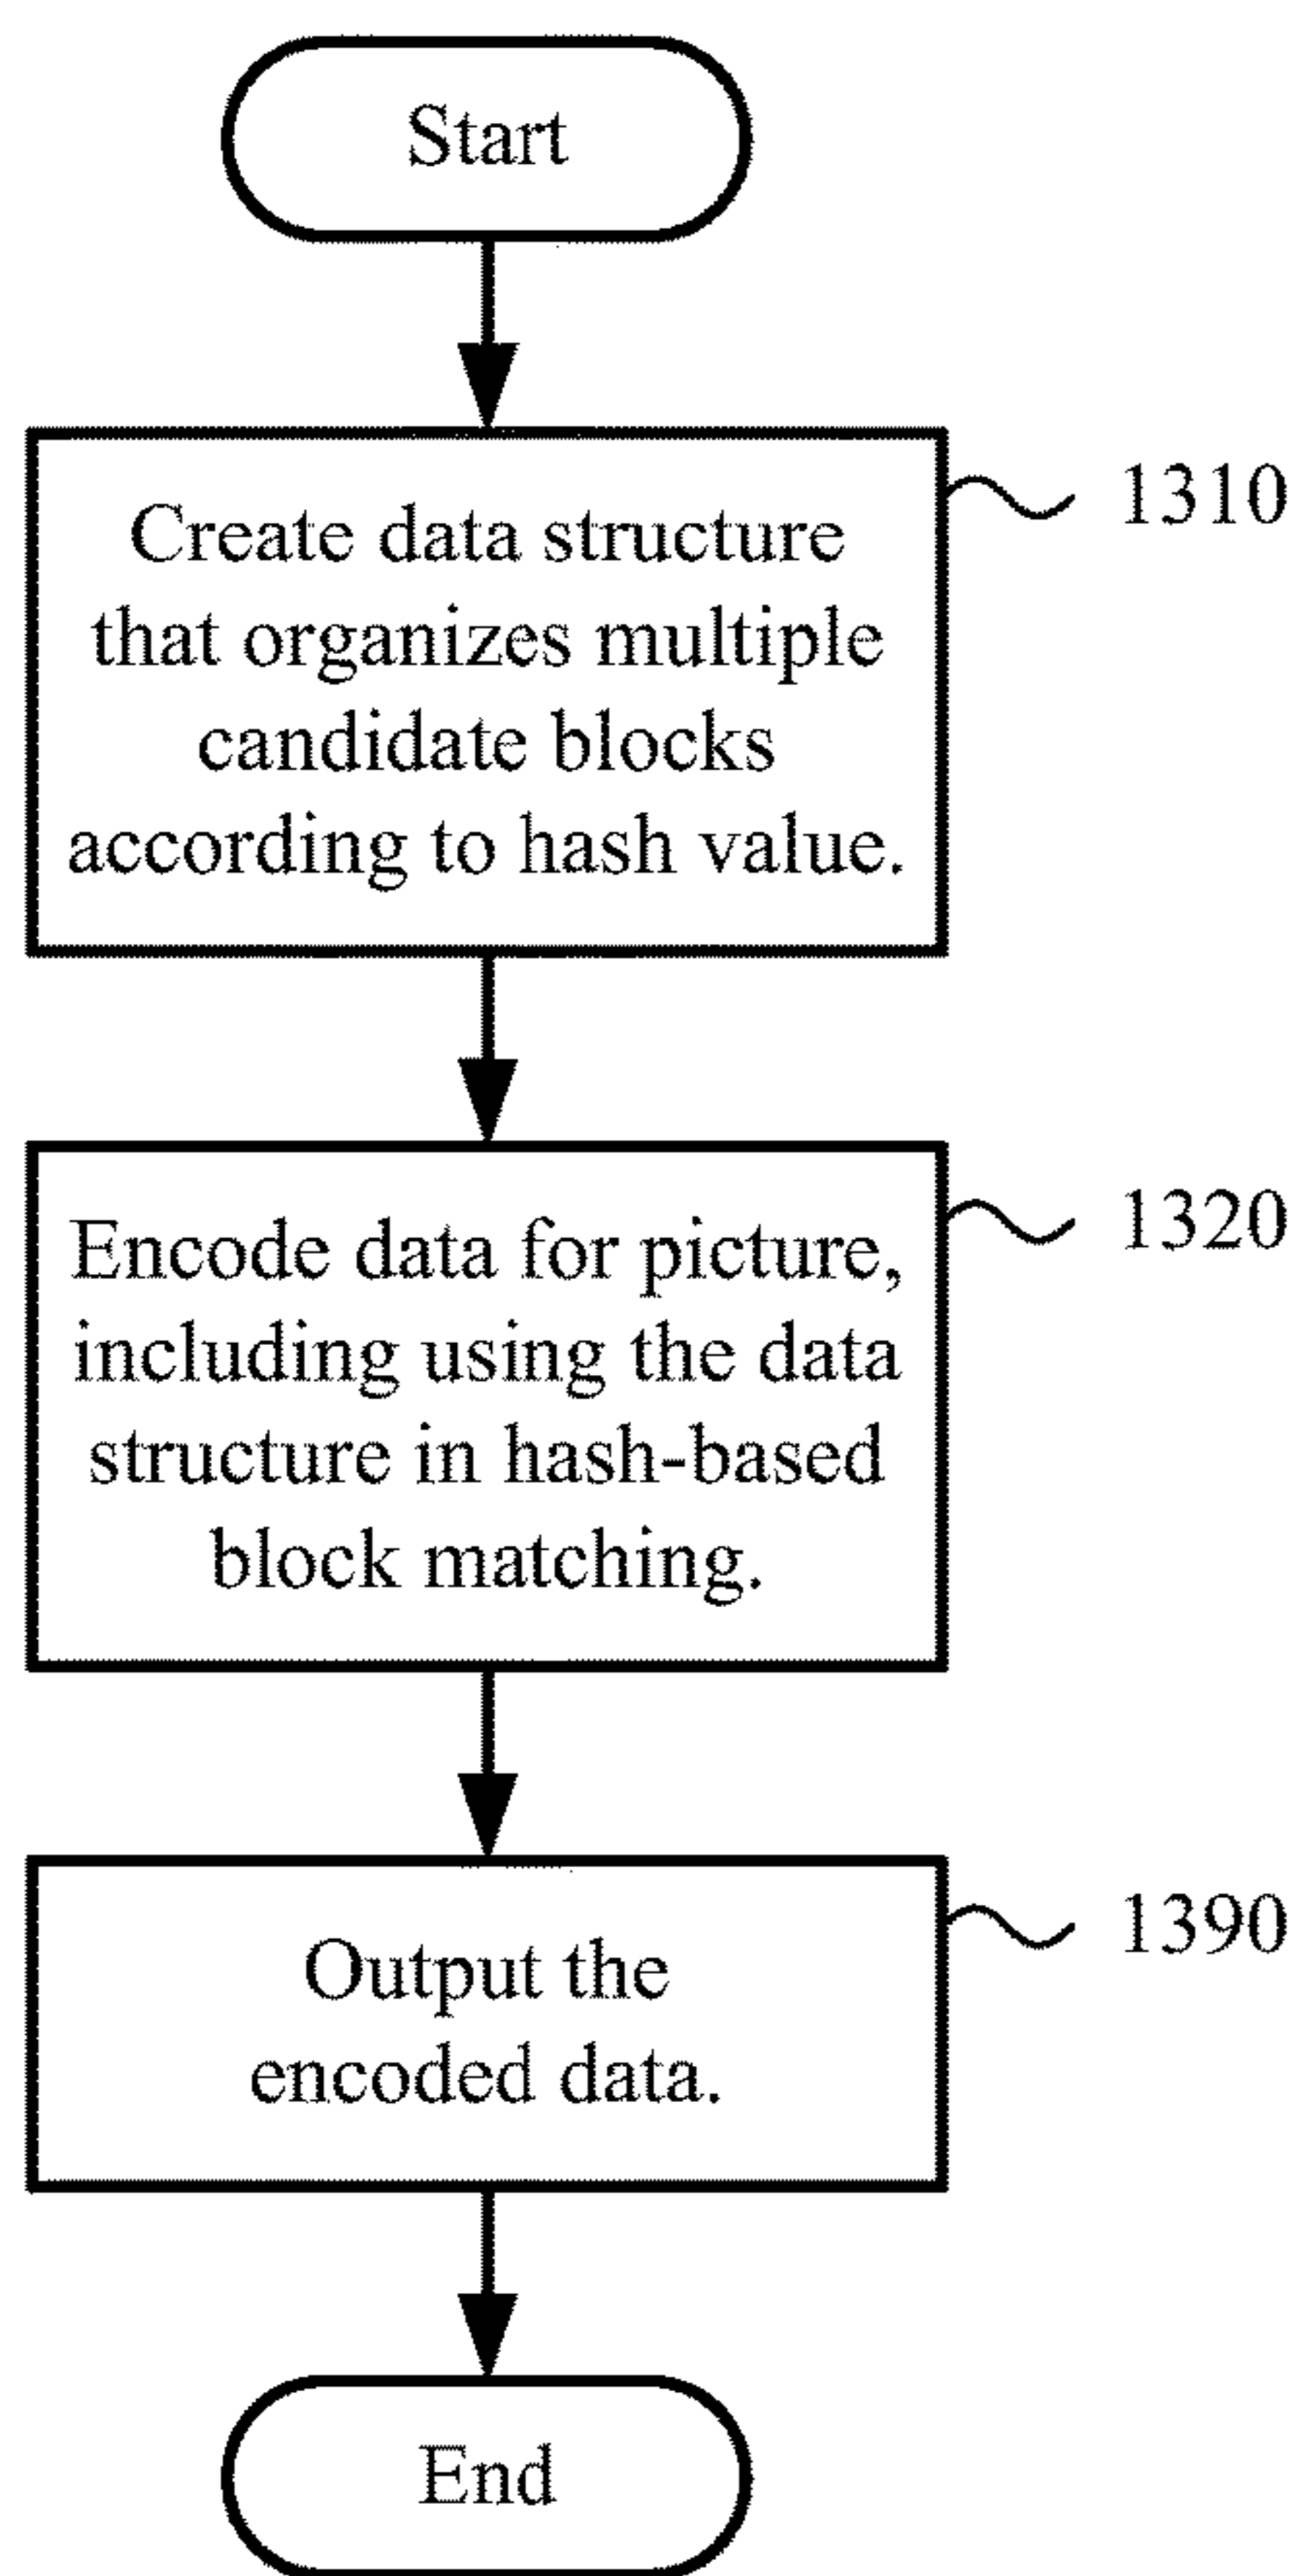 Start
Create data structure
1310
that organizes multiple
candidate blocks
according to hash value.
Encode data for picture,
1320
including using the data
structure in hash-based
block matching.
Output the
1390
encoded data.
End